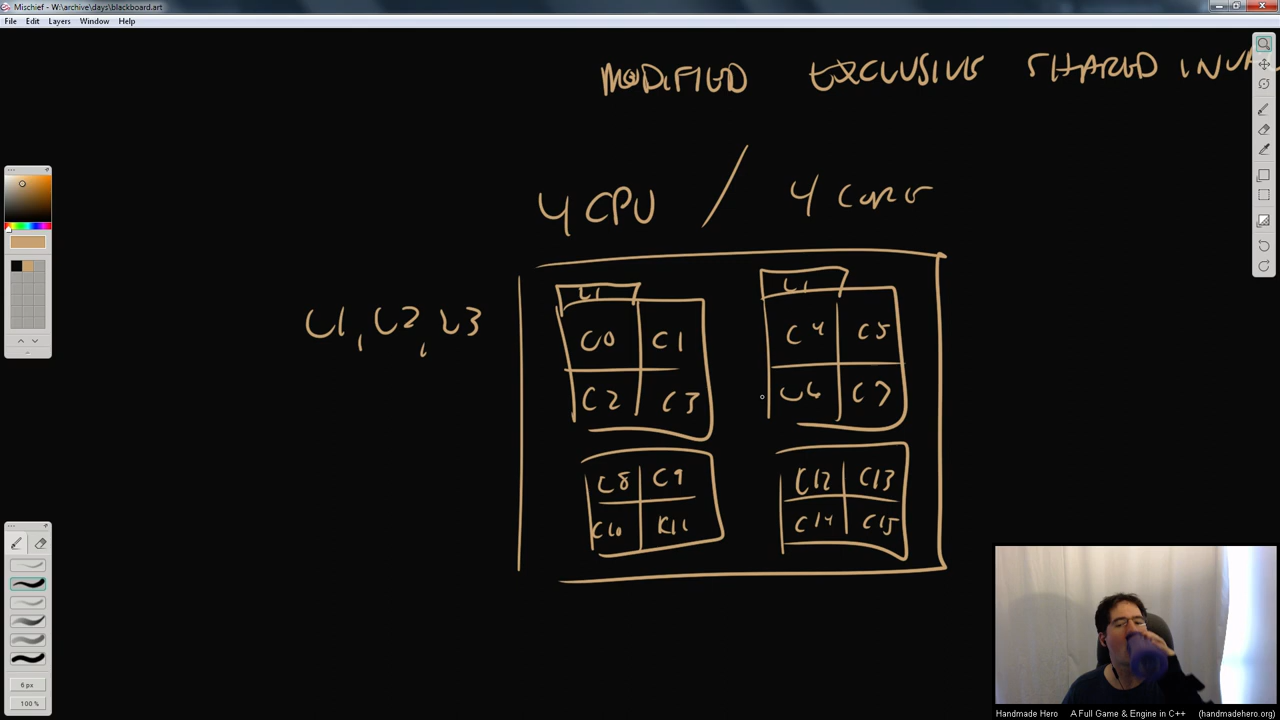 Mischief - W:\archive\days\blackboard.art
File Edit Layers Window Help
MODIFIED EXCLUSIVE SHARED INVA
4 CPU / 4 CORE
L1, L2, L3
L1 L1
C0 C1 C4 C5
C2 C3 C6 C7
C8 C9 C12 C13
C10 C11 C14 C15
6 px
100 %
Handmade Hero A Full Game & Engine in C++ (handmadehero.org)